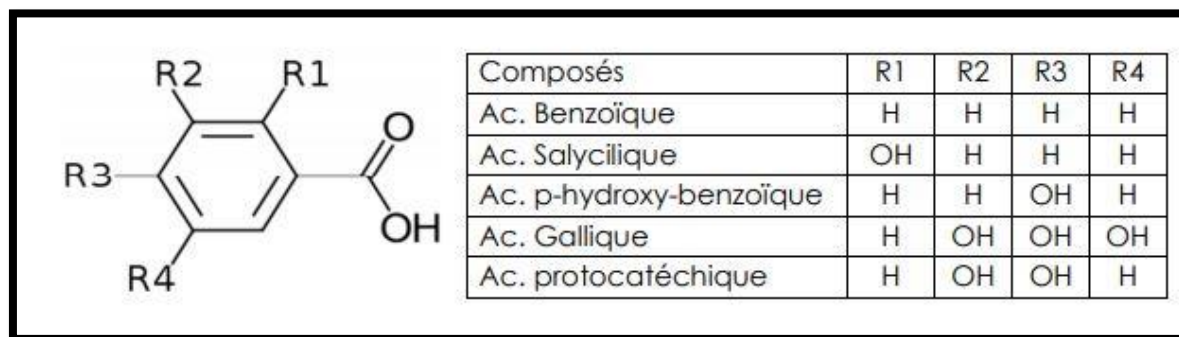 R2 R1
O
R3
OH
R4
Composés R1 R2 R3 R4
Ac. Benzoïque H H H H
Ac. Salycilique OH H H H
Ac. p-hydroxy-benzoïque H H OH H
Ac. Gallique H OH OH OH
Ac. protocatéchique H OH OH H